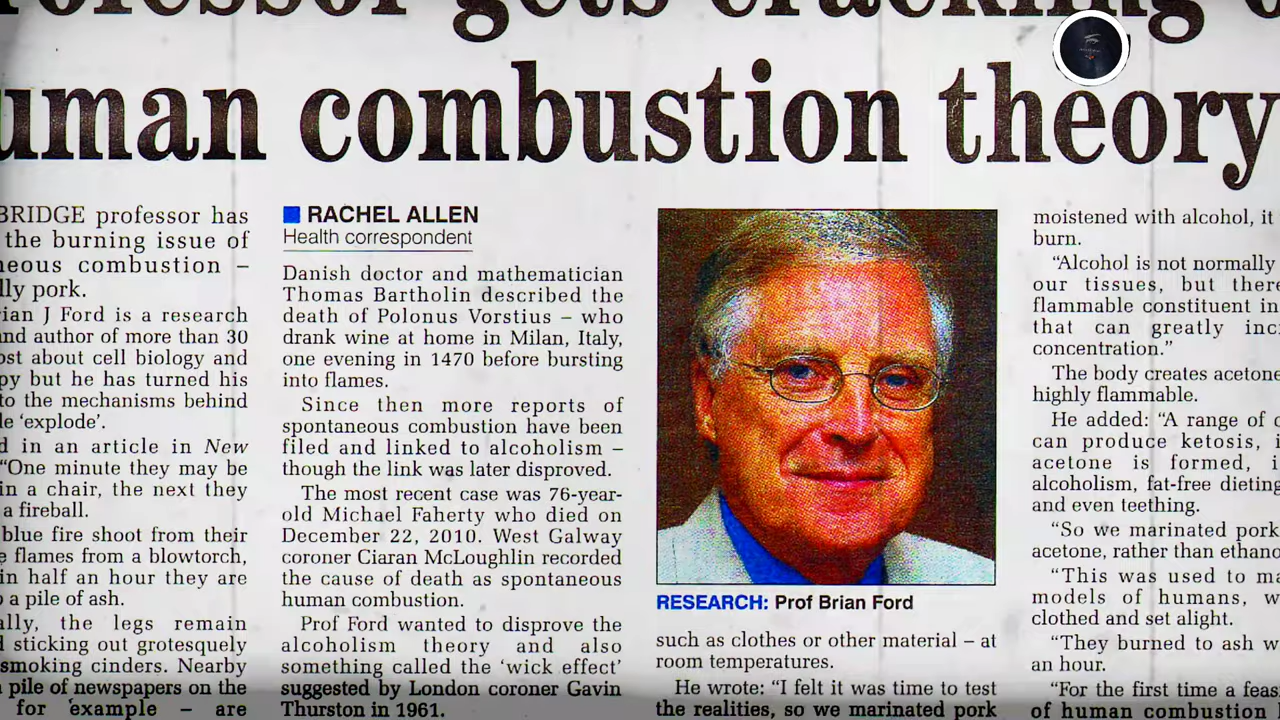 Professor gets cracking
uman combustion theory
BRIDGE professor has
the burning issue of
neous combustion –
lly pork.
ian J Ford is a research
and author of more than 30
ost about cell biology and
py but he has turned his
to the mechanisms behind
le ‘explode’.
d in an article in New
“One minute they may be
in a chair, the next they
a fireball.
blue fire shoot from their
e flames from a blowtorch,
in half an hour they are
o a pile of ash.
ally, the legs remain
d sticking out grotesquely
smoking cinders. Nearby
a pile of newspapers on the
for example – are
RACHEL ALLEN
Health correspondent
Danish doctor and mathematician
Thomas Bartholin described the
death of Polonus Vorstius – who
drank wine at home in Milan, Italy,
one evening in 1470 before bursting
into flames.
Since then more reports of
spontaneous combustion have been
filed and linked to alcoholism –
though the link was later disproved.
The most recent case was 76-year-
old Michael Faherty who died on
December 22, 2010. West Galway
coroner Ciaran McLoughlin recorded
the cause of death as spontaneous
human combustion.
Prof Ford wanted to disprove the
alcoholism theory and also
something called the ‘wick effect’
suggested by London coroner Gavin
Thurston in 1961.
RESEARCH: Prof Brian Ford
such as clothes or other material – at
room temperatures.
He wrote: “I felt it was time to test
the realities, so we marinated pork
moistened with alcohol, it
burn.
“Alcohol is not normally
our tissues, but there
flammable constituent in
that can greatly inc
concentration.”
The body creates acetone
highly flammable.
He added: “A range of c
can produce ketosis, i
acetone is formed, i
alcoholism, fat-free dieting
and even teething.
“So we marinated pork
acetone, rather than ethano
“This was used to ma
models of humans, w
clothed and set alight.
“They burned to ash w
an hour.
“For the first time a feas
of human combustion